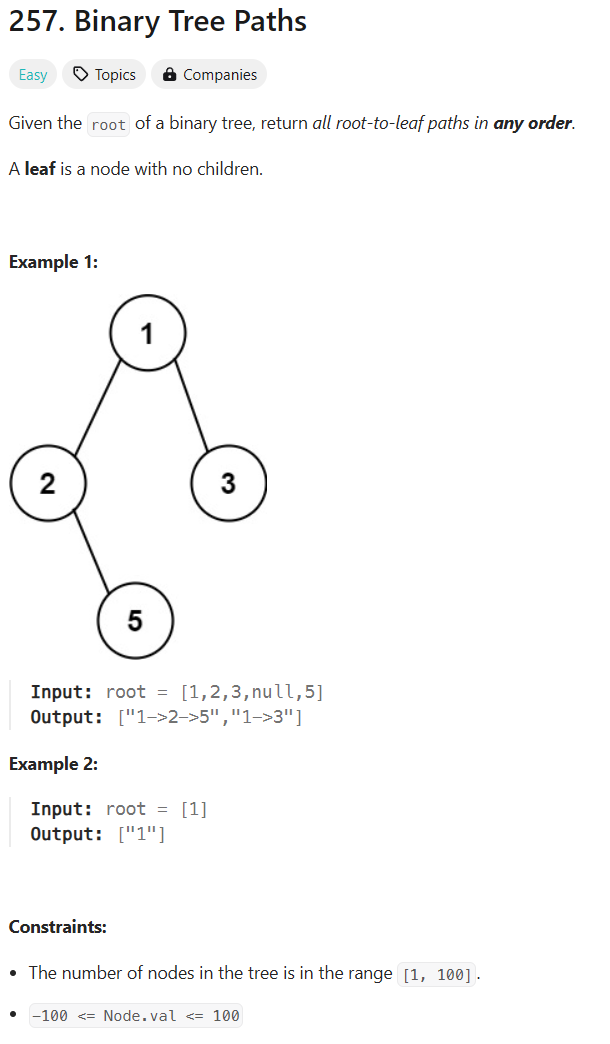 257. Binary Tree Paths
Easy Topics Companies
Given the root of a binary tree, return all root-to-leaf paths in any order.
A leaf is a node with no children.
Example 1:
1
2 3
5
Input: root = [1,2,3,null,5]
Output: ["1->2->5","1->3"]
Example 2:
Input: root = [1]
Output: ["1"]
Constraints:
• The number of nodes in the tree is in the range [1, 100].
• -100 <= Node.val <= 100